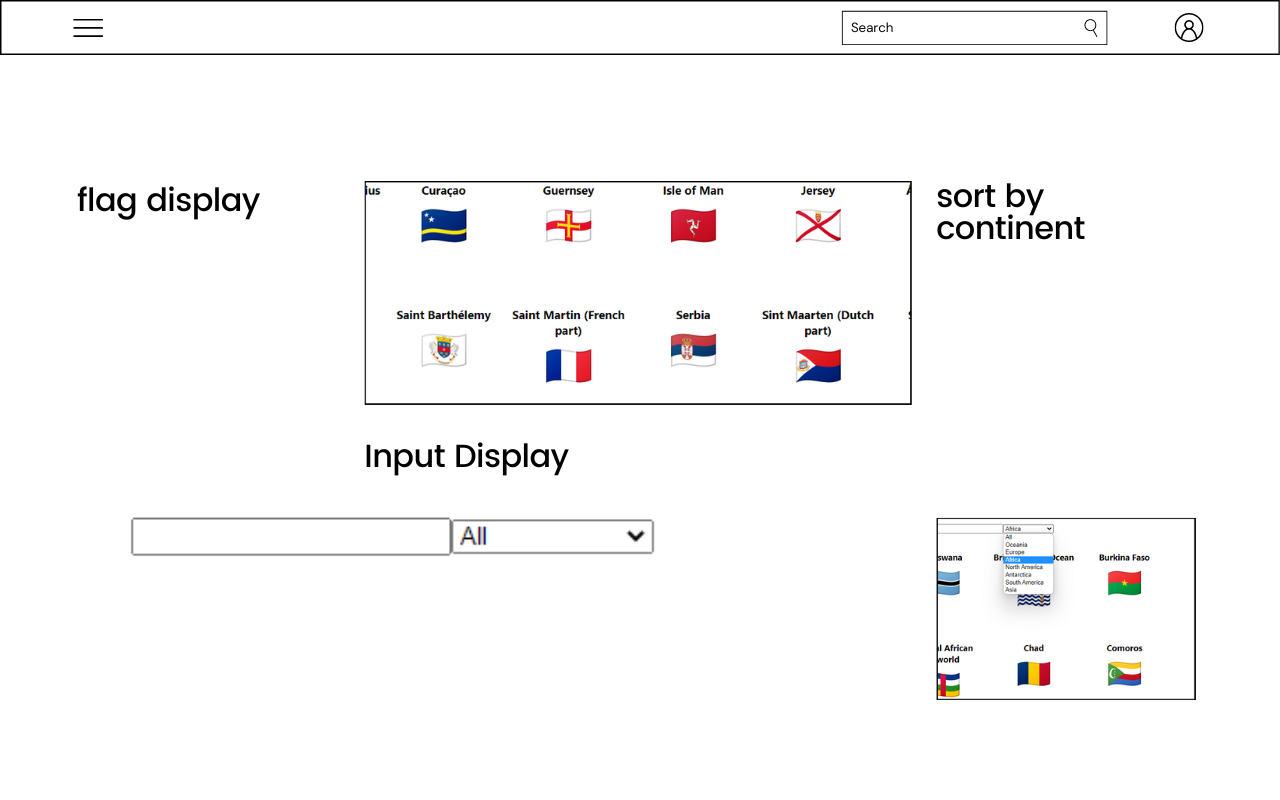 Search
flag display
ius Curaçao Guernsey Isle of Man Jersey
Saint Barthélemy Saint Martin (French Serbia Sint Maarten (Dutch
part) part)
sort by
continent
Input Display
All
Africa
All
Oceania
Europe
Africa
North America
Antarctica
South America
Asia
swana Br Ocean Burkina Faso
l African Chad Comoros
world